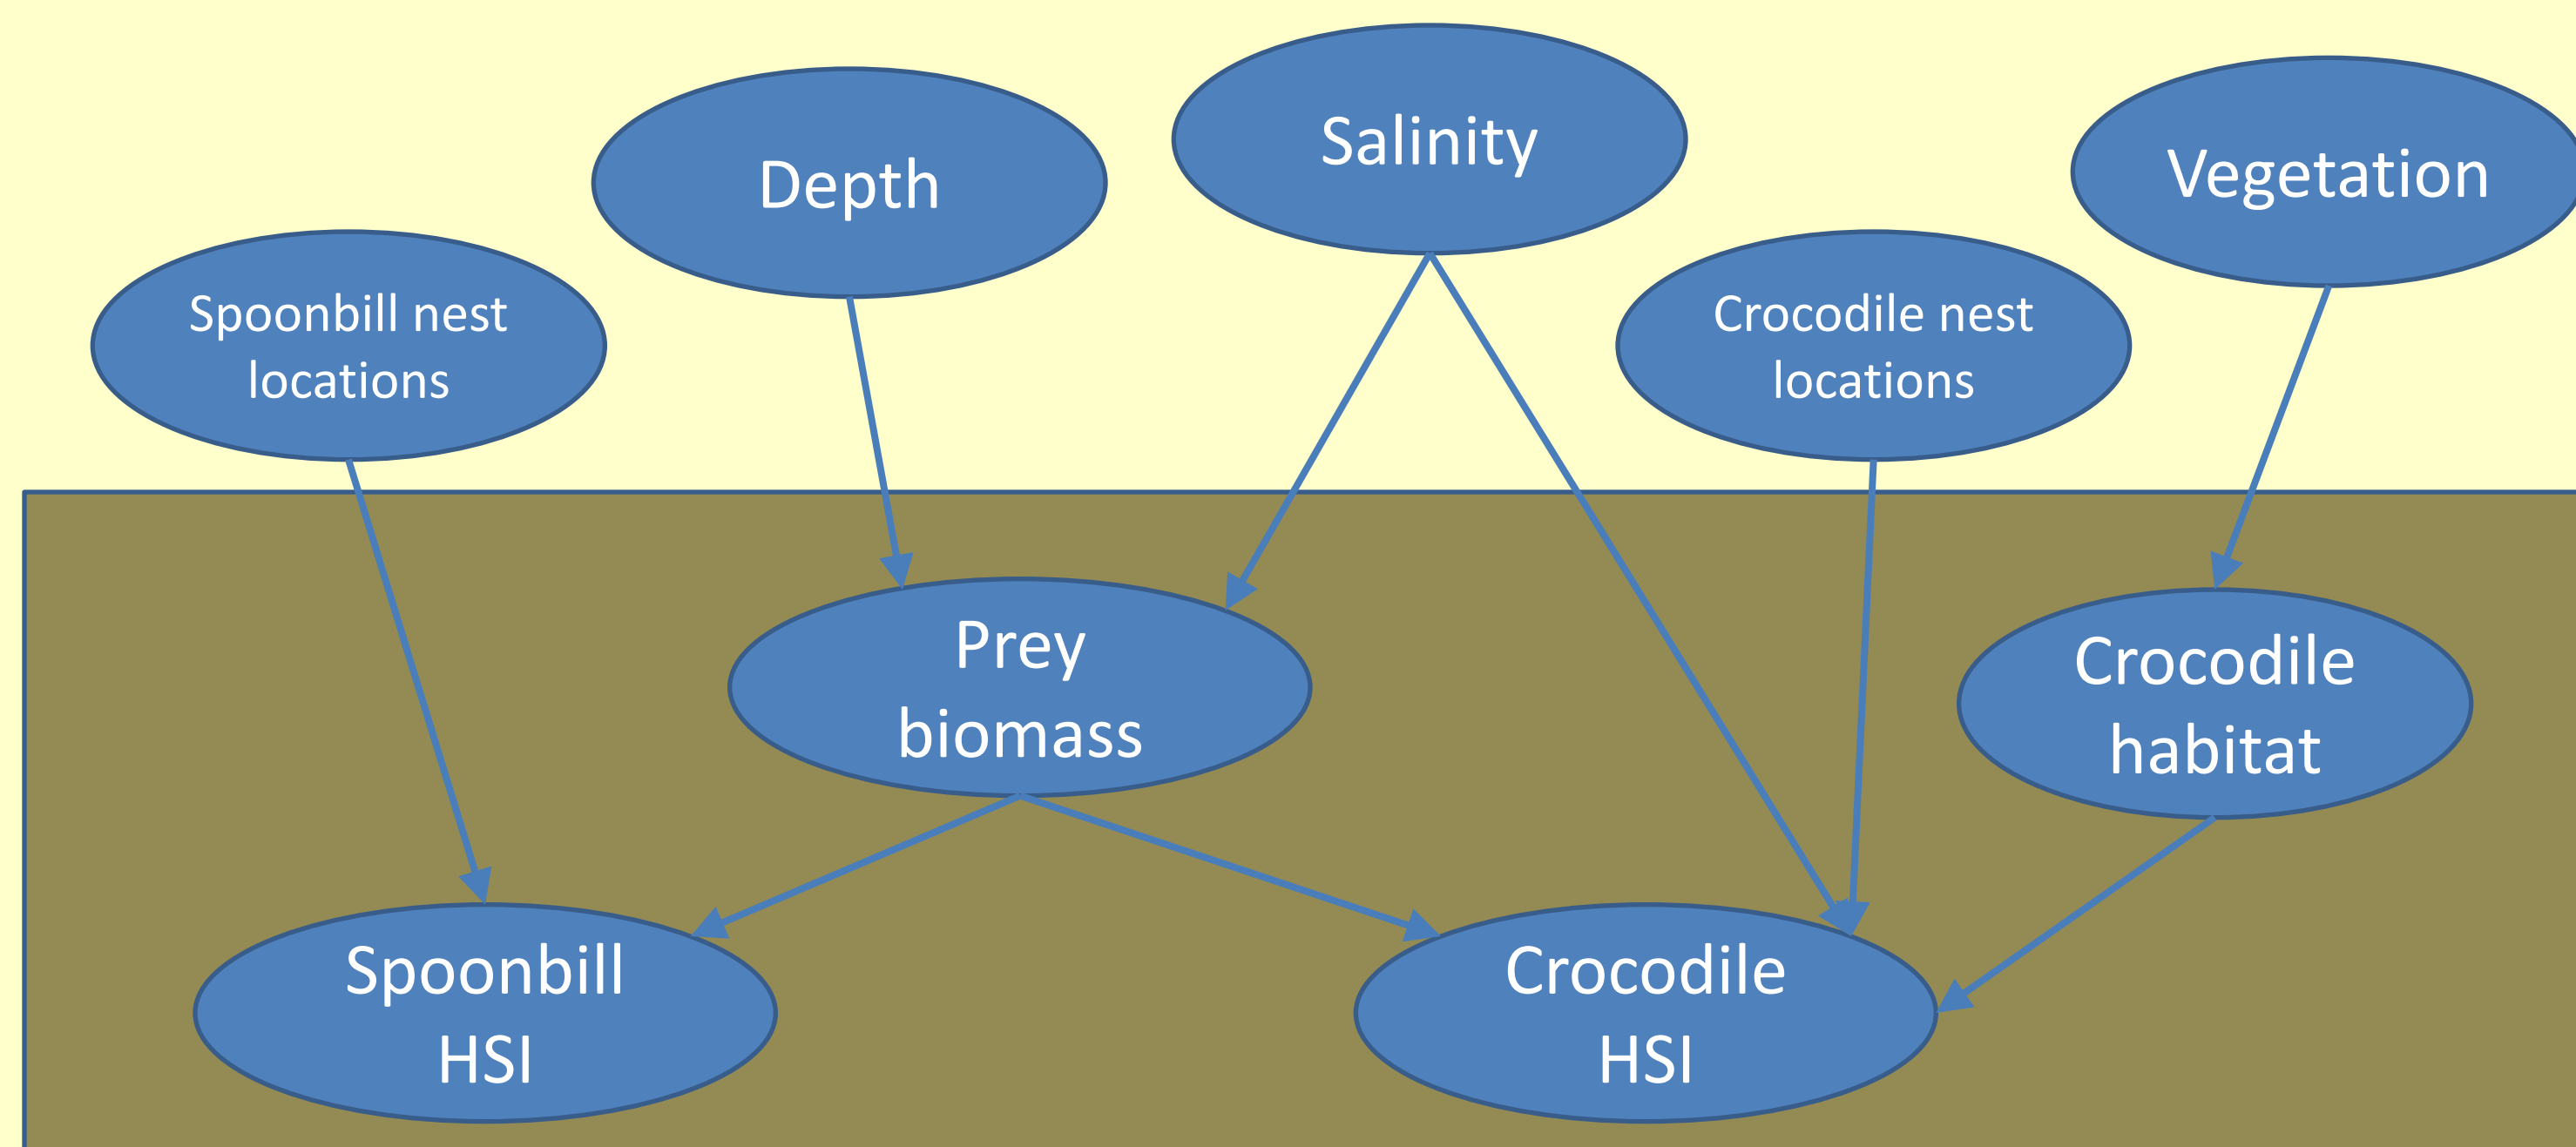 Salinity
Depth
Vegetation
Spoonbill nest
locations
Crocodile nest
locations
Prey
biomass
Crocodile
habitat
Spoonbill
HSI
Crocodile
HSI